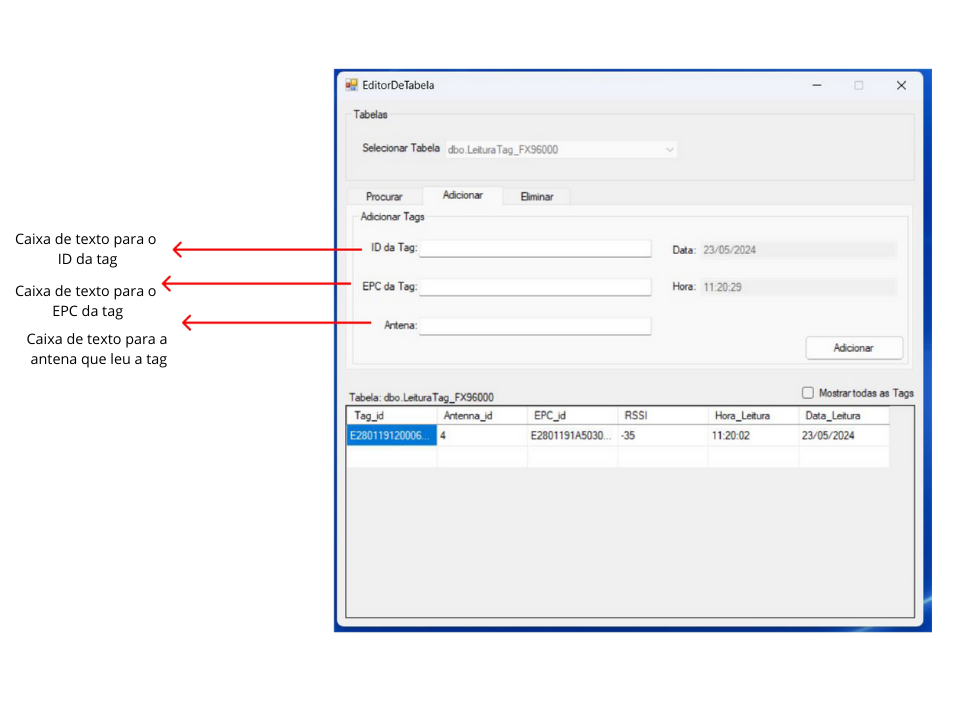 EditorDeTabela
Tabelas
Selecionar Tabela dbo.LeituraTag_FX96000
Procurar Adicionar Eliminar
Adicionar Tags
Caixa de texto para o
ID da tag
ID da Tag:
Data: 23/05/2024
Caixa de texto para o
EPC da tag
EPC da Tag:
Hora: 11:20:29
Caixa de texto para a
antena que leu a tag
Antena:
Adicionar
Mostrar todas as Tags
Tabela: dbo.LeituraTag_FX96000
Tag_id Antenna_id EPC_id RSSI Hora_Leitura Data_Leitura
E280119120006... 4 E2801191A5030... -35 11:20:02 23/05/2024